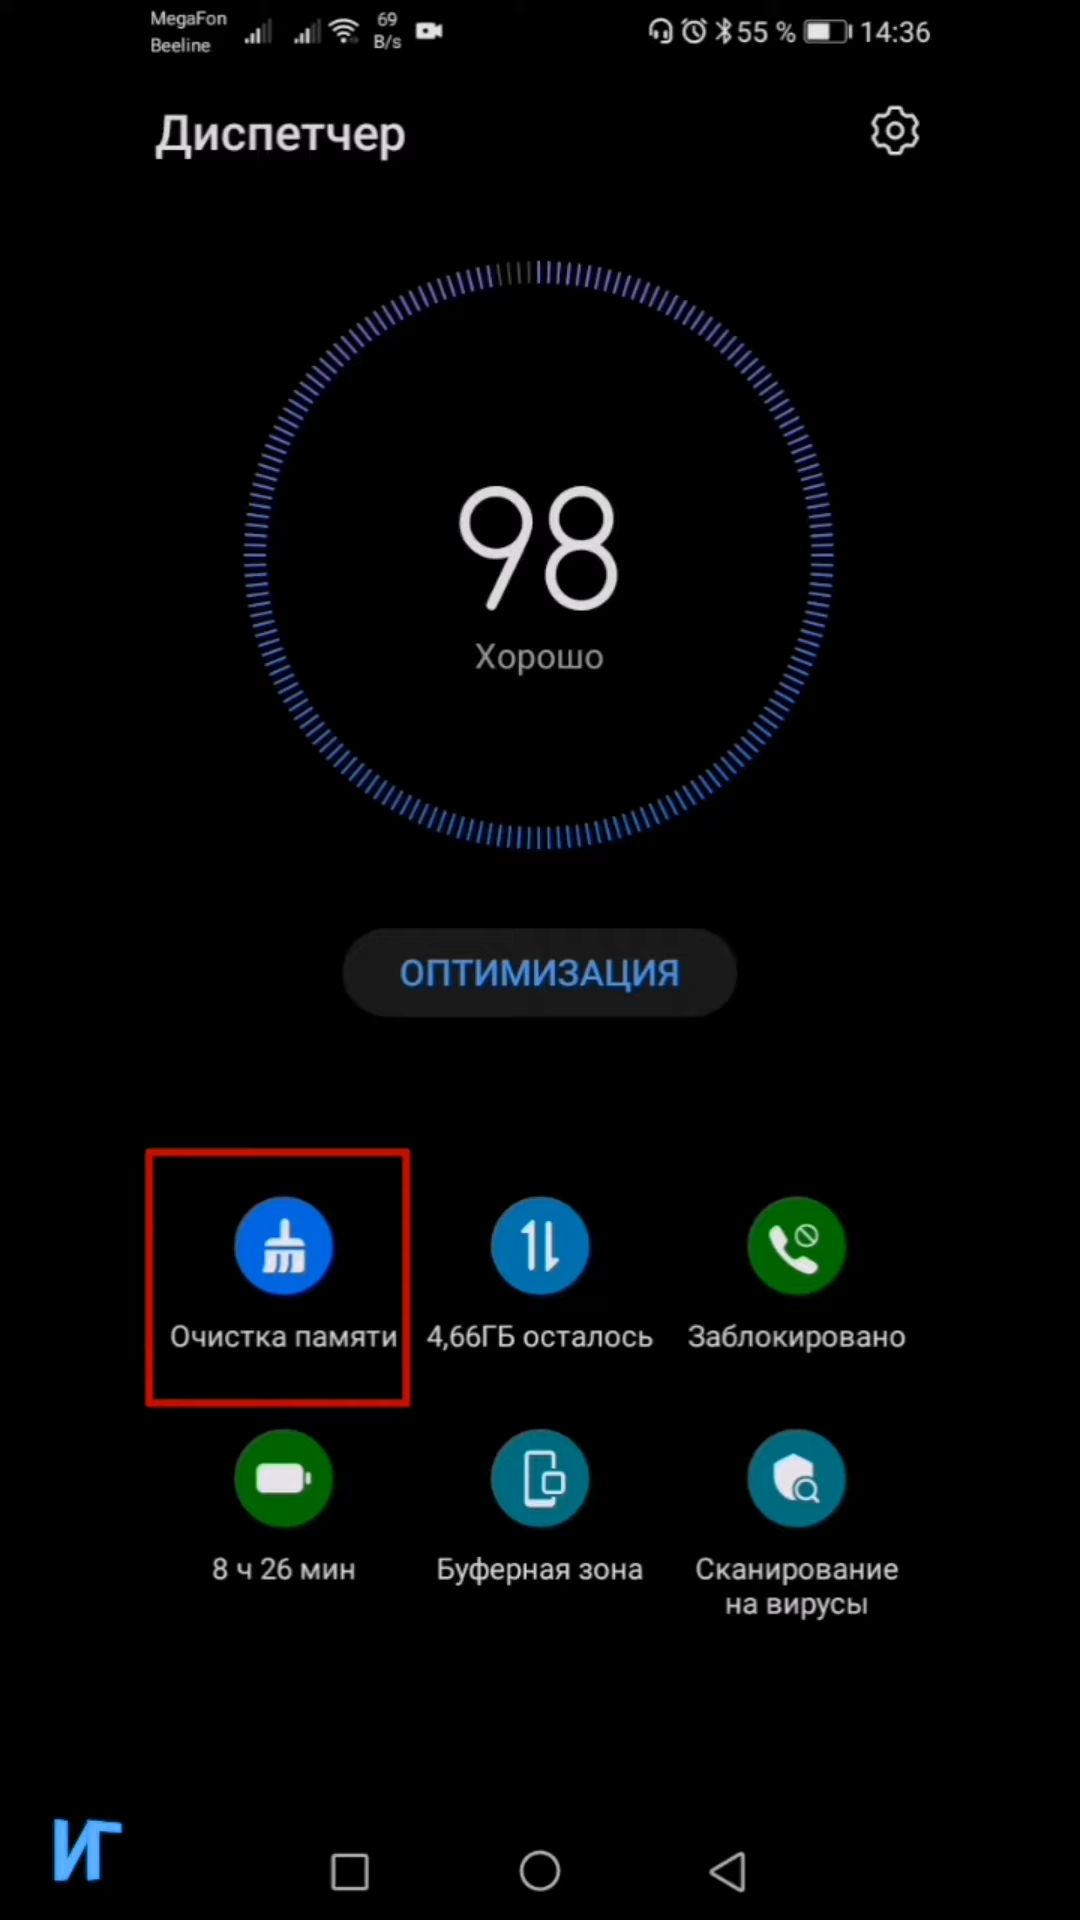 MegaFon
Beeline
69
B/s
55 %
14:36
Диспетчер
98
Хорошо
ОПТИМИЗАЦИЯ
Очистка памяти
4,66ГБ осталось
Заблокировано
8 ч 26 мин
Буферная зона
Сканирование
на вирусы
ИГ